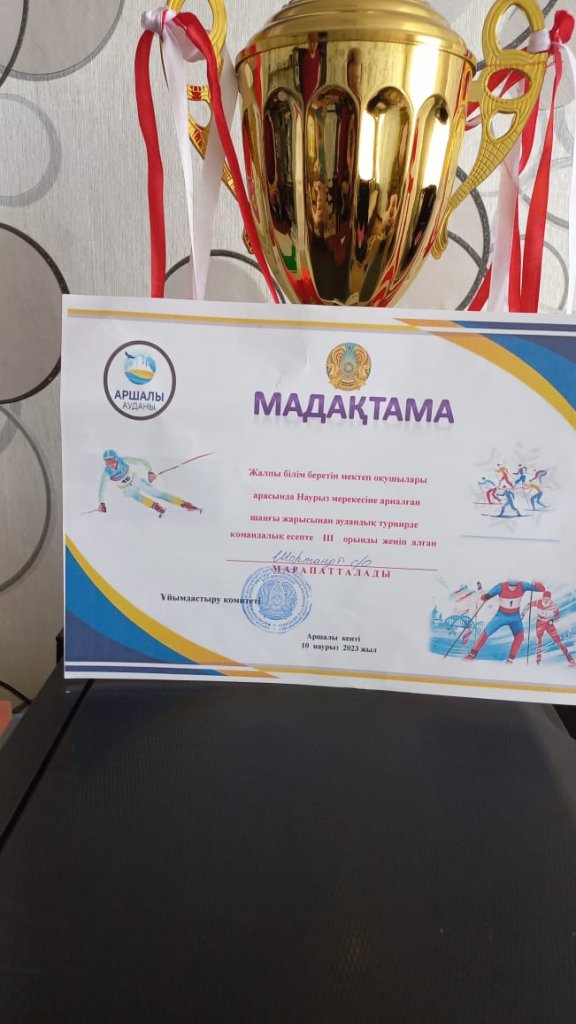 АРШАЛЫ
АУДАНЫ
МАДАҚТАМА
Жалпы білім беретін мектеп оқушылары
арасында Наурыз мерекесіне арналған
шаңғы жарысынан аудандық турнирде
командалық есепте III орынды жеңіп алған
с/о
МАРАПАТТАЛАДЫ
Ұйымдастыру комитеті
Аршалы кенті
10 наурыз 2023 жыл